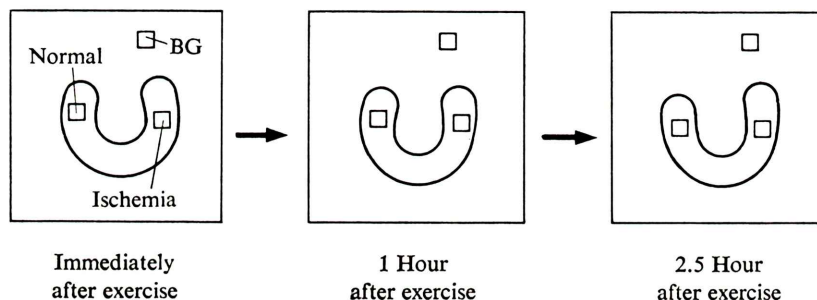 BG
Normal
Ischemia
Immediately
after exercise
1 Hour
after exercise
2.5 Hour
after exercise